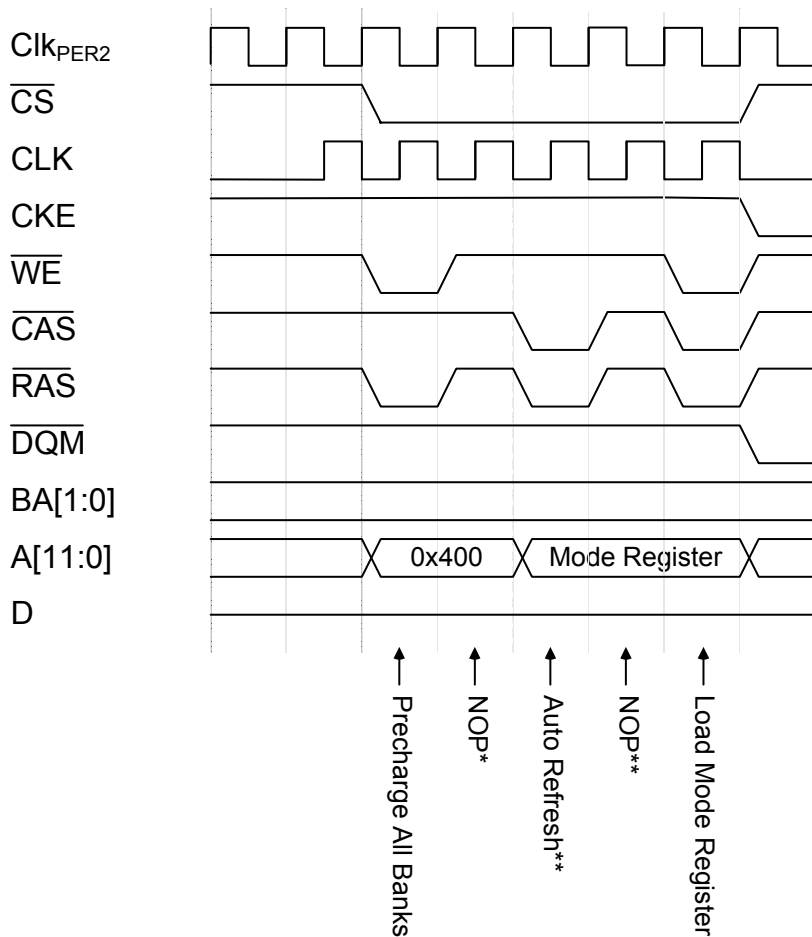 Clk_PER2
CS
CLK
CKE
WE
CAS
RAS
DQM
BA[1:0]
A[11:0]
0x400
Mode Register
D
Precharge All Banks
NOP*
Auto Refresh**
NOP**
Load Mode Register